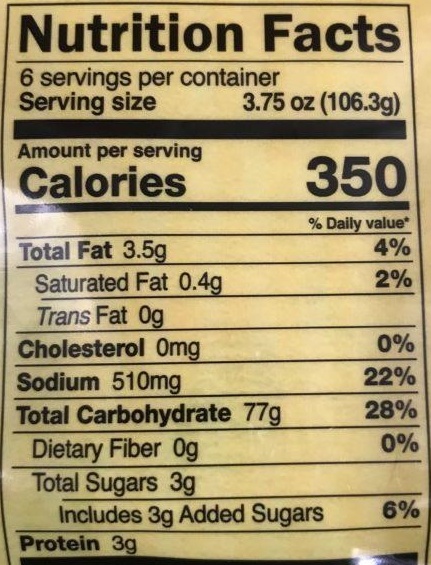 Nutrition Facts
6 servings per container
Serving size 3.75 oz (106.3g)
Amount per serving
Calories 350
% Daily value*
Total Fat 3.5g 4%
Saturated Fat 0.4g 2%
Trans Fat 0g
Cholesterol 0mg 0%
Sodium 510mg 22%
Total Carbohydrate 77g 28%
Dietary Fiber 0g 0%
Total Sugars 3g
Includes 3g Added Sugars 6%
Protein 3g